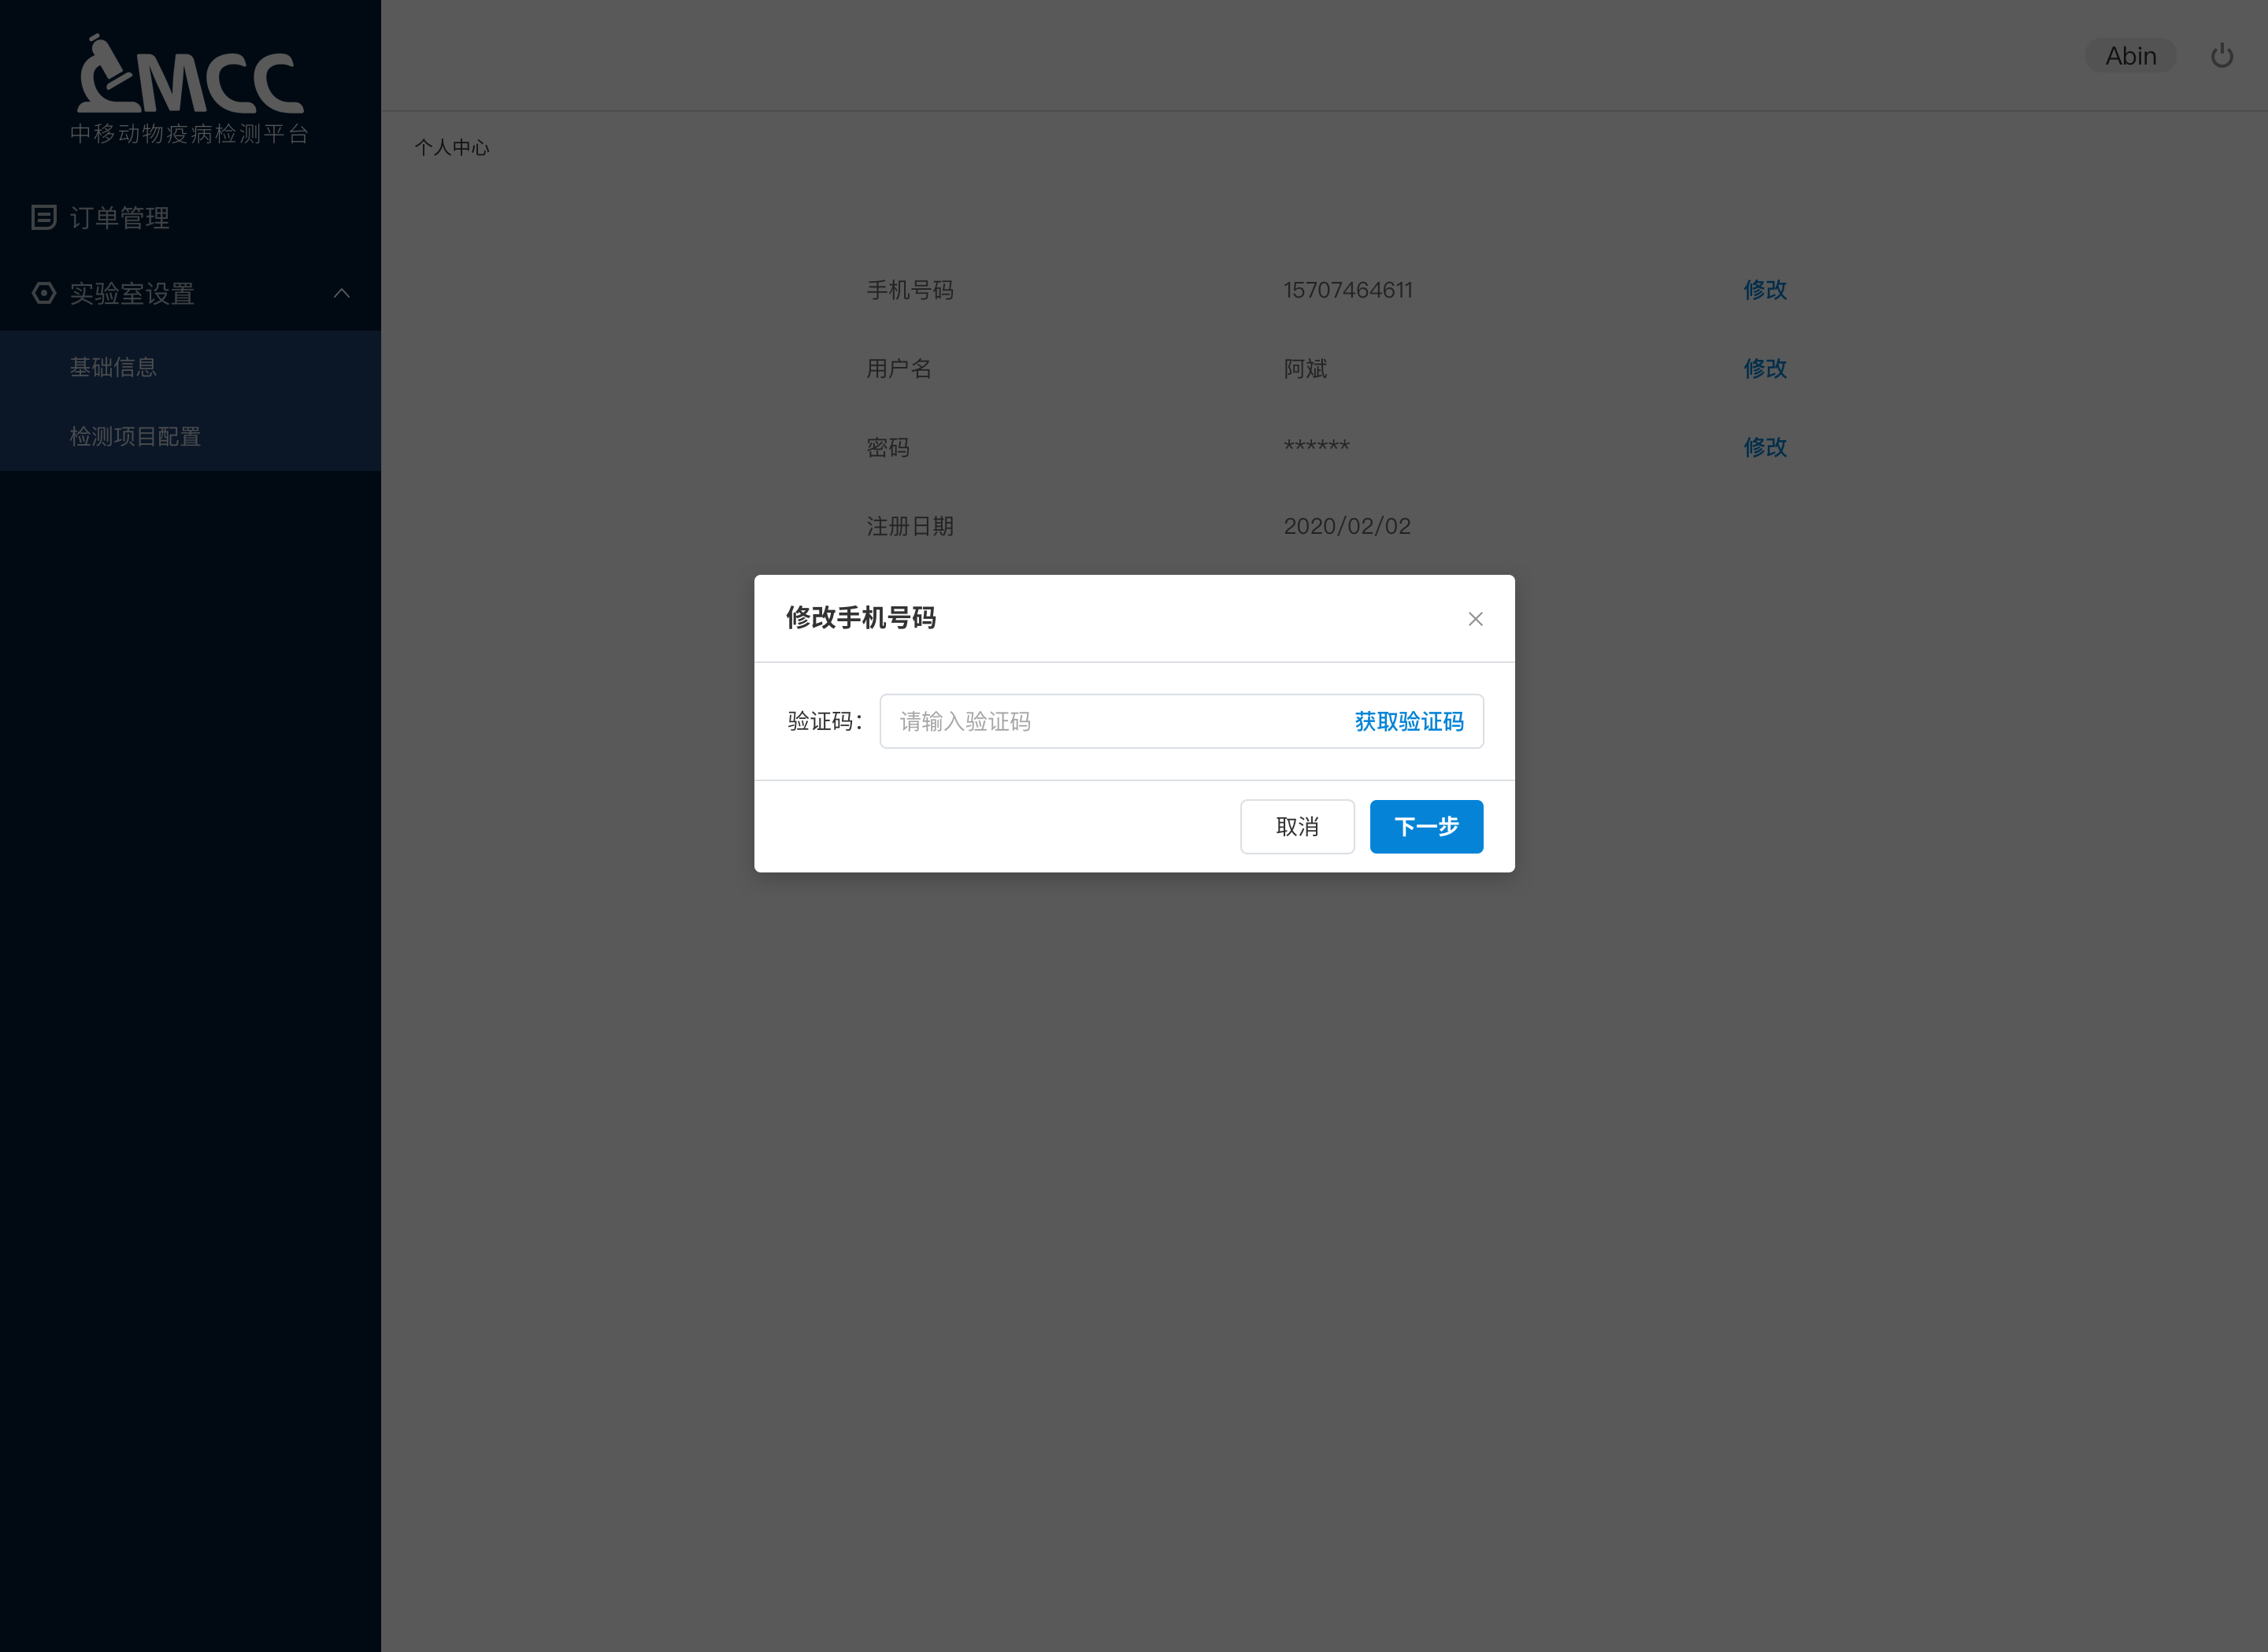 MCC
中移动物疫病检测平台
Abin
个人中心
订单管理
实验室设置
基础信息
检测项目配置
手机号码 15707464611 修改
用户名 阿斌 修改
密码 ****** 修改
注册日期 2020/02/02
修改手机号码
验证码： 请输入验证码 获取验证码
取消 下一步